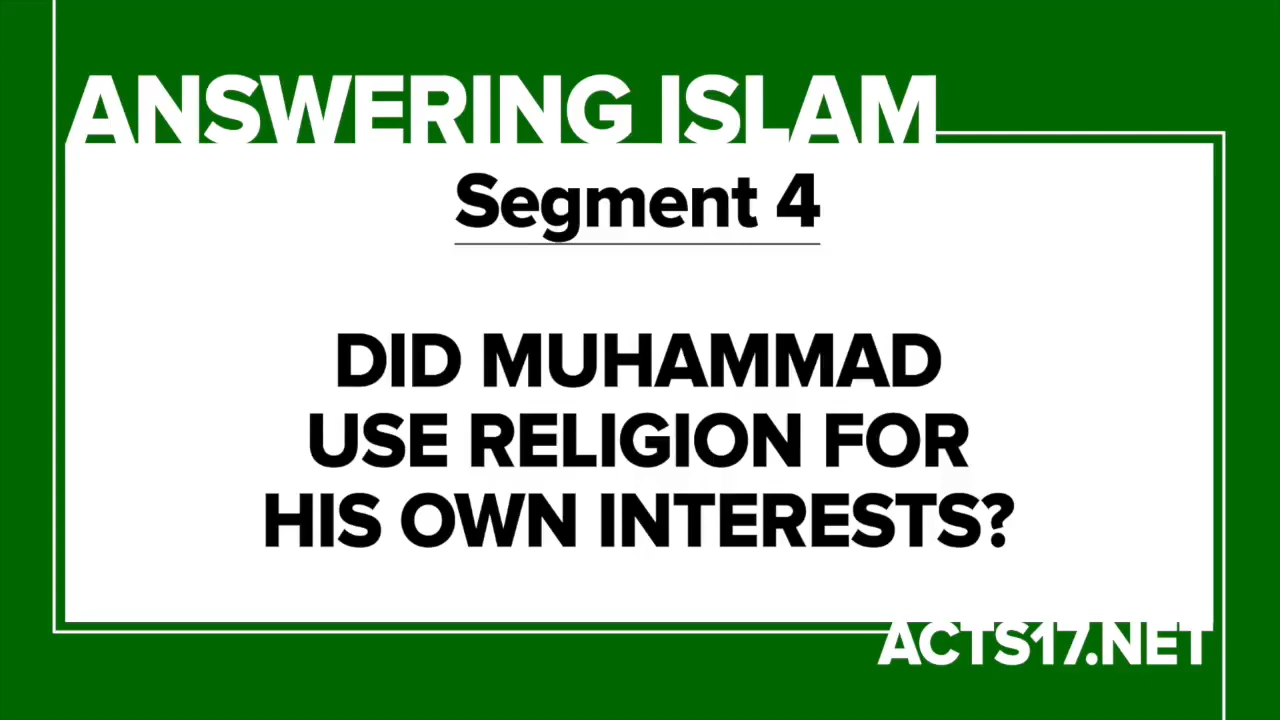 ANSWERING ISLAM
Segment 4
DID MUHAMMAD
USE RELIGION FOR
HIS OWN INTERESTS?
ACTS17.NET